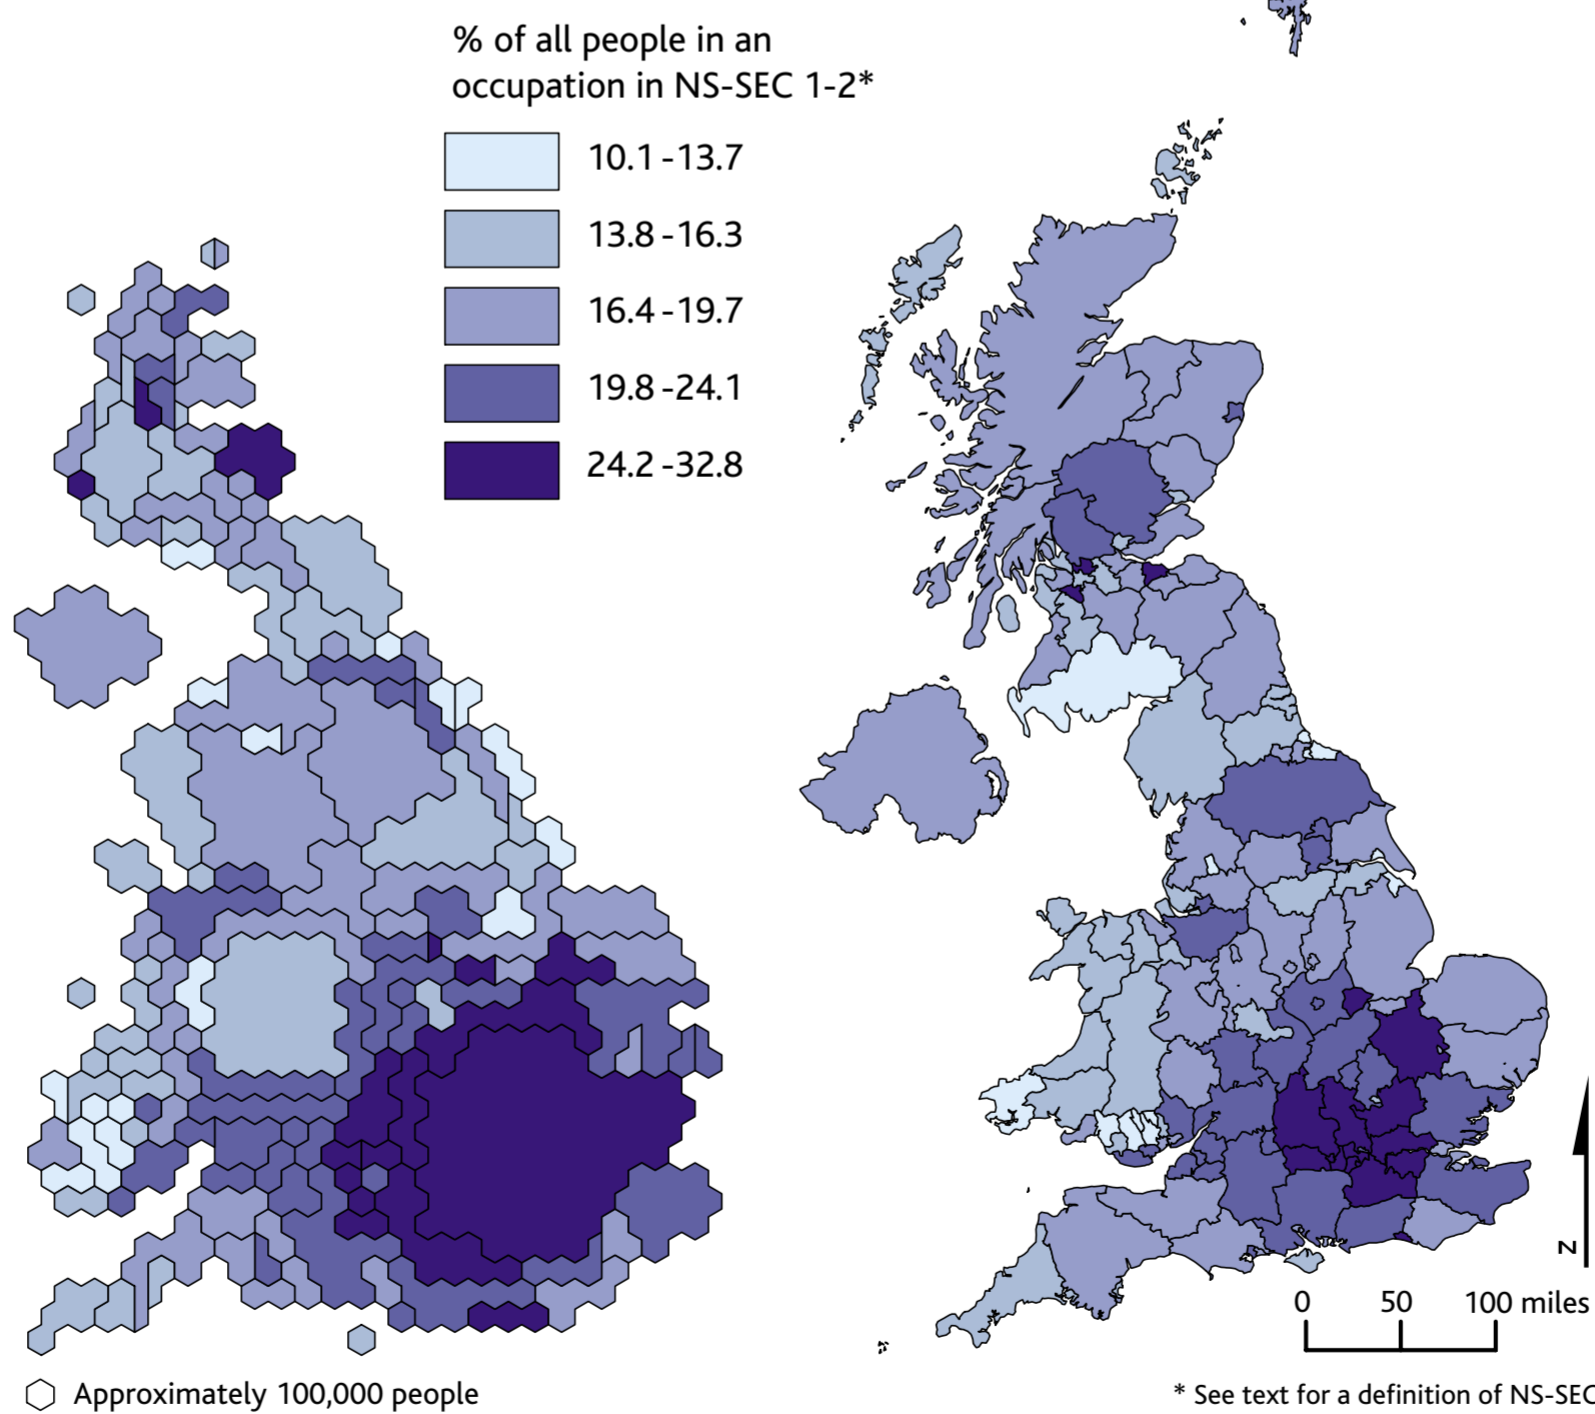 % of all people in an
occupation in NS-SEC 1-2*
10.1 -13.7
13.8 -16.3
16.4 -19.7
19.8 -24.1
24.2 -32.8
N
0 50 100 miles
Approximately 100,000 people
* See text for a definition of NS-SEC